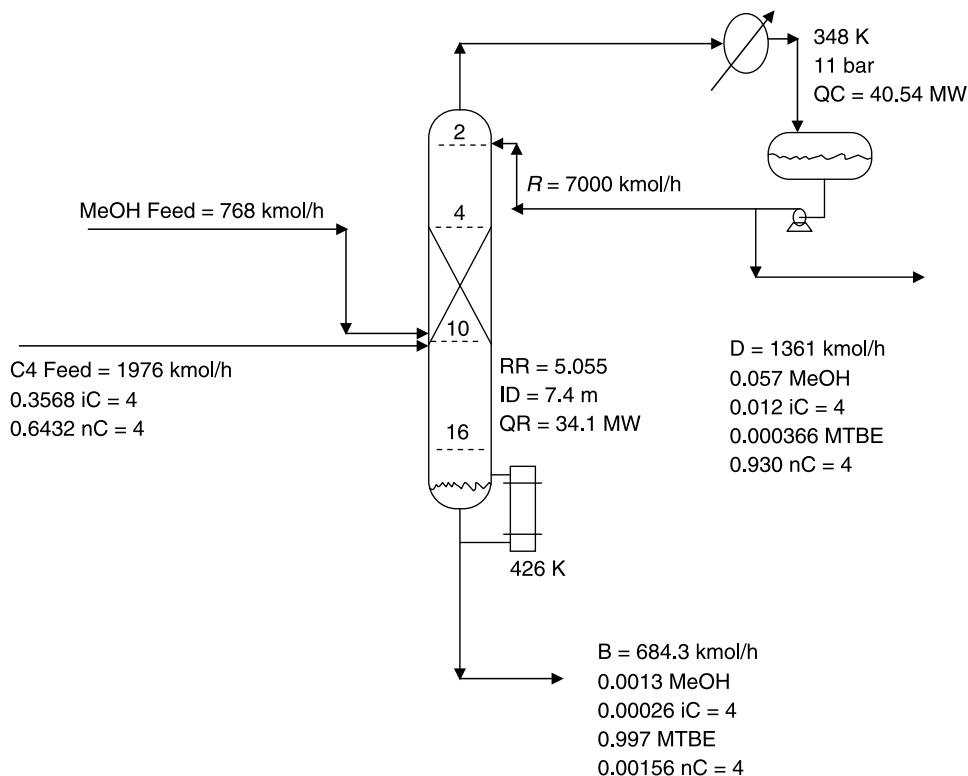 348 K
11 bar
QC = 40.54 MW
2
R = 7000 kmol/h
MeOH Feed = 768 kmol/h
4
10
C4 Feed = 1976 kmol/h
0.3568 iC = 4
0.6432 nC = 4
RR = 5.055
ID = 7.4 m
QR = 34.1 MW
D = 1361 kmol/h
0.057 MeOH
0.012 iC = 4
0.000366 MTBE
0.930 nC = 4
16
426 K
B = 684.3 kmol/h
0.0013 MeOH
0.00026 iC = 4
0.997 MTBE
0.00156 nC = 4